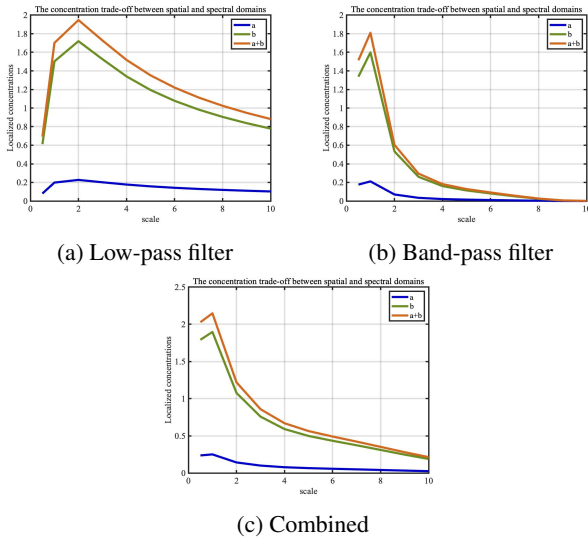 The concentration trade-off between spatial and spectral domains
2
1.8
1.6
1.4
1.2
1
0.8
0.6
0.4
0.2
0
Localized concentrations
a
b
a+b
0 2 4 6 8 10
scale
(a) Low-pass filter
The concentration trade-off between spatial and spectral domains
2
1.8
1.6
1.4
1.2
1
0.8
0.6
0.4
0.2
0
Localized concentrations
a
b
a+b
0 2 4 6 8 10
scale
(b) Band-pass filter
The concentration trade-off between spatial and spectral domains
2.5
2
1.5
1
0.5
0
Localized concentrations
a
b
a+b
0 2 4 6 8 10
scale
(c) Combined